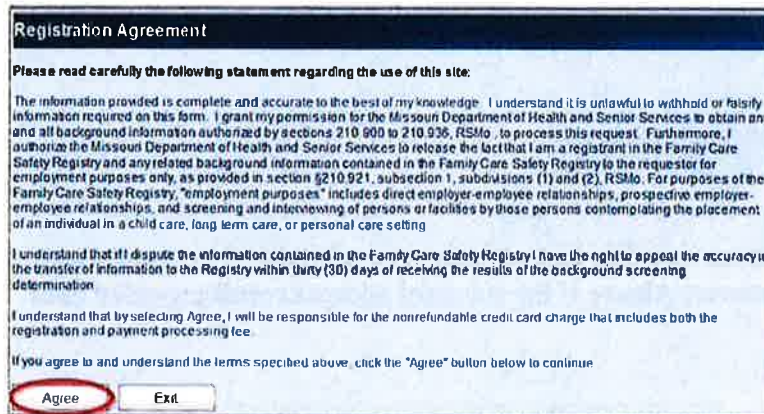 Registration Agreement
Please read carefully the following statement regarding the use of this site:
The information provided is complete and accurate to the best of my knowledge. I understand it is unlawful to withhold or falsify
information required on this form. I grant my permission for the Missouri Department of Health and Senior Services to obtain any
and all background information authorized by sections 210.900 to 210.936, RSMo., to process this request. Furthermore, I
authorize the Missouri Department of Health and Senior Services to release the fact that I am a registrant in the Family Care
Safety Registry and any related background information contained in the Family Care Safety Registry to the requestor for
employment purposes only, as provided in section §210.921, subsection 1, subdivisions (1) and (2), RSMo. For purposes of the
Family Care Safety Registry, "employment purposes" includes direct employer-employee relationships, prospective employer-
employee relationships, and screening and interviewing of persons or facilities by those persons contemplating the placement
of an individual in a child care, long term care, or personal care setting
I understand that if I dispute the information contained in the Family Care Safety Registry I have the right to appeal the accuracy in
the transfer of information to the Registry within thirty (30) days of receiving the results of the background screening
determination
I understand that by selecting Agree, I will be responsible for the nonrefundable credit card charge that includes both the
registration and payment processing fee.
If you agree to and understand the terms specified above, click the "Agree" button below to continue
Agree Exit